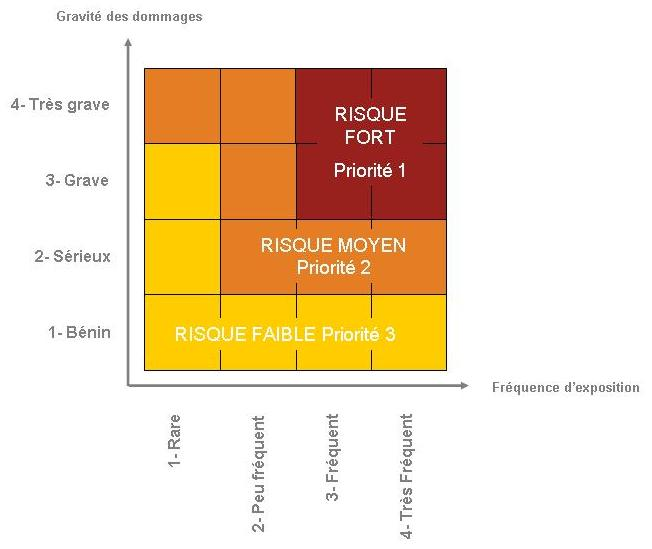 Gravité des dommages
4- Très grave
RISQUE
FORT
Priorité 1
3- Grave
2- Sérieux
RISQUE MOYEN
Priorité 2
1- Bénin
RISQUE FAIBLE Priorité 3
Fréquence d’exposition
1- Rare
2- Peu fréquent
3- Fréquent
4- Très Fréquent